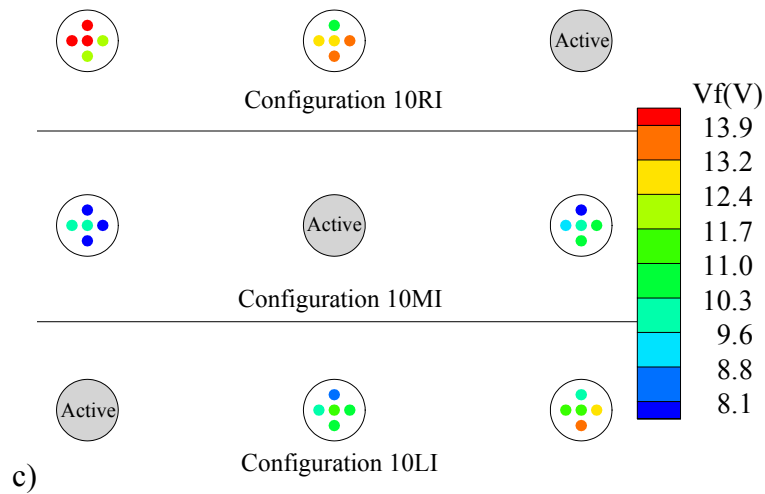 Active
Configuration 10RI
Vf(V)
13.9
13.2
12.4
11.7
11.0
10.3
9.6
8.8
8.1
Active
Configuration 10MI
Active
Configuration 10LI
c)